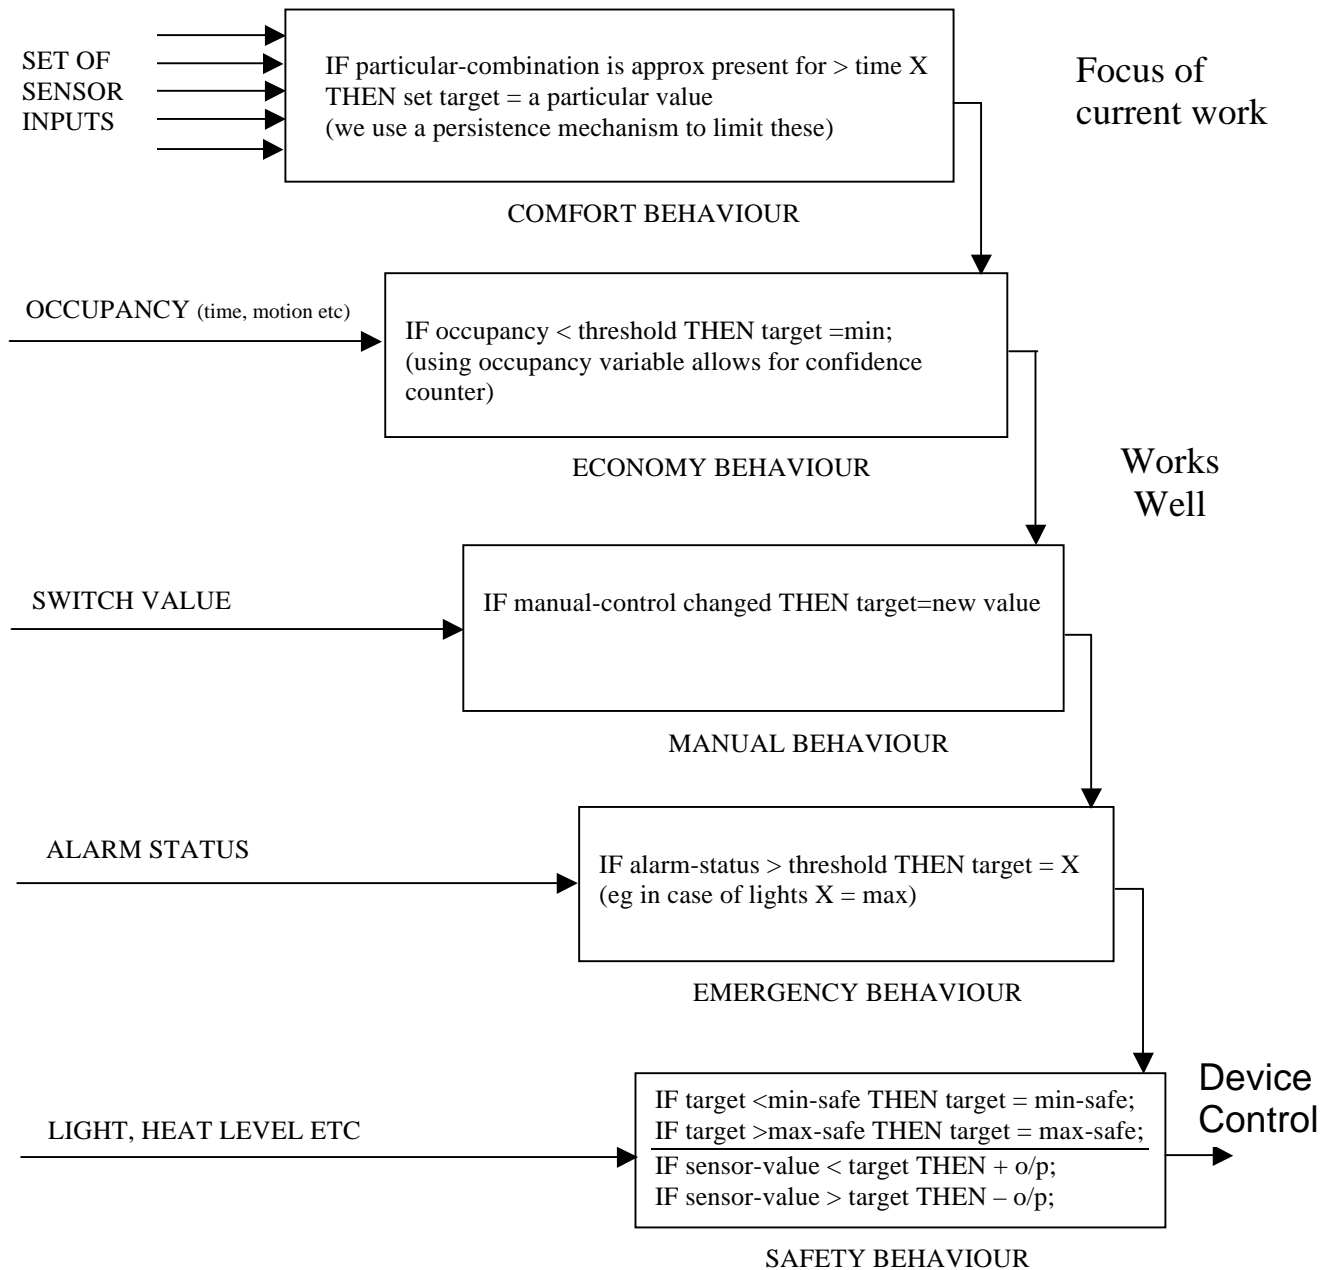 SET OF
SENSOR
INPUTS
IF particular-combination is approx present for > time X
THEN set target = a particular value
(we use a persistence mechanism to limit these)
Focus of
current work
COMFORT BEHAVIOUR
OCCUPANCY (time, motion etc)
IF occupancy < threshold THEN target =min;
(using occupancy variable allows for confidence
counter)
ECONOMY BEHAVIOUR
Works
Well
SWITCH VALUE
IF manual-control changed THEN target=new value
MANUAL BEHAVIOUR
ALARM STATUS
IF alarm-status > threshold THEN target = X
(eg in case of lights X = max)
EMERGENCY BEHAVIOUR
LIGHT, HEAT LEVEL ETC
IF target <min-safe THEN target = min-safe;
IF target >max-safe THEN target = max-safe;
IF sensor-value < target THEN + o/p;
IF sensor-value > target THEN – o/p;
Device
Control
SAFETY BEHAVIOUR